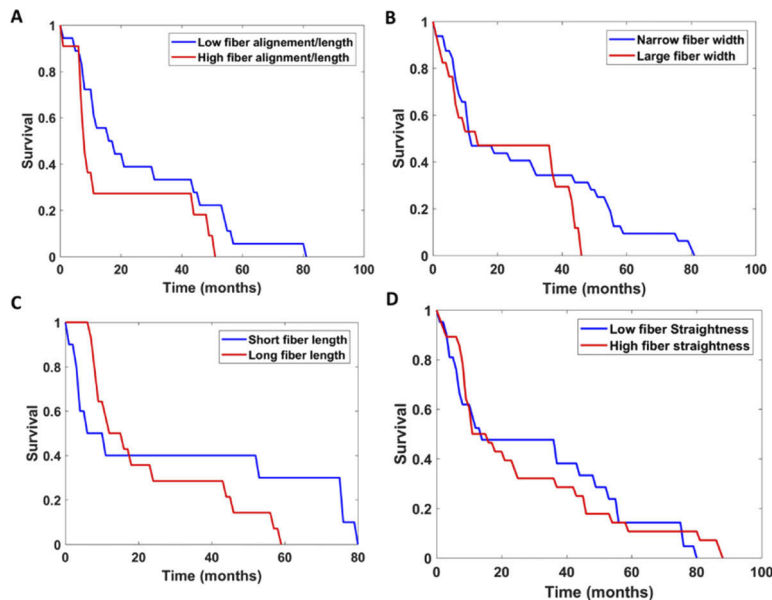 A
Low fiber alignement/length
High fiber alignment/length
Survival
1
0.8
0.6
0.4
0.2
0
0 20 40 60 80 100
Time (months)
B
Narrow fiber width
Large fiber width
Survival
1
0.8
0.6
0.4
0.2
0
0 20 40 60 80 100
Time (months)
C
Short fiber length
Long fiber length
Survival
1
0.8
0.6
0.4
0.2
0
0 20 40 60 80
Time (months)
D
Low fiber Straightness
High fiber straightness
Survival
1
0.8
0.6
0.4
0.2
0
0 20 40 60 80 100
Time (months)